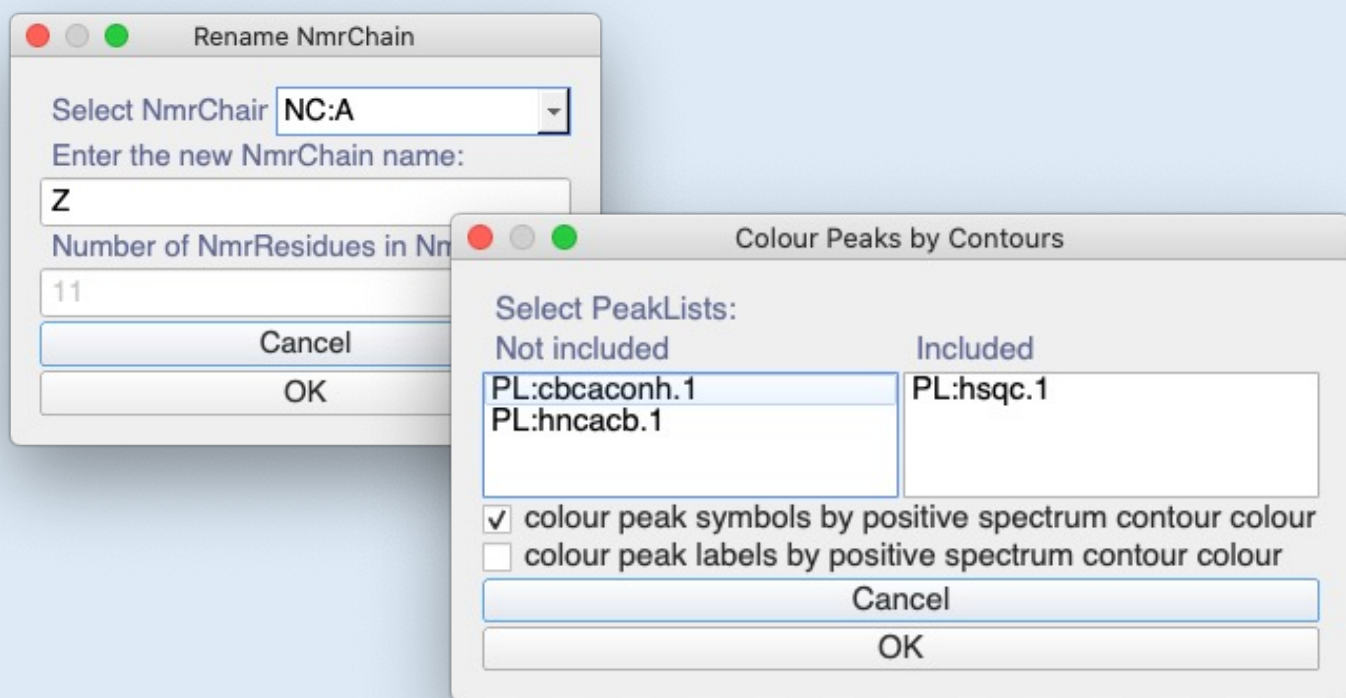 Rename NmrChain
Select NmrChair NC:A
Enter the new NmrChain name:
Z
Number of NmrResidues in
11
Cancel
OK
Colour Peaks by Contours
Select PeakLists:
Not included Included
PL:cbcaconh.1 PL:hsqc.1
PL:hncacb.1
colour peak symbols by positive spectrum contour colour
colour peak labels by positive spectrum contour colour
Cancel
OK